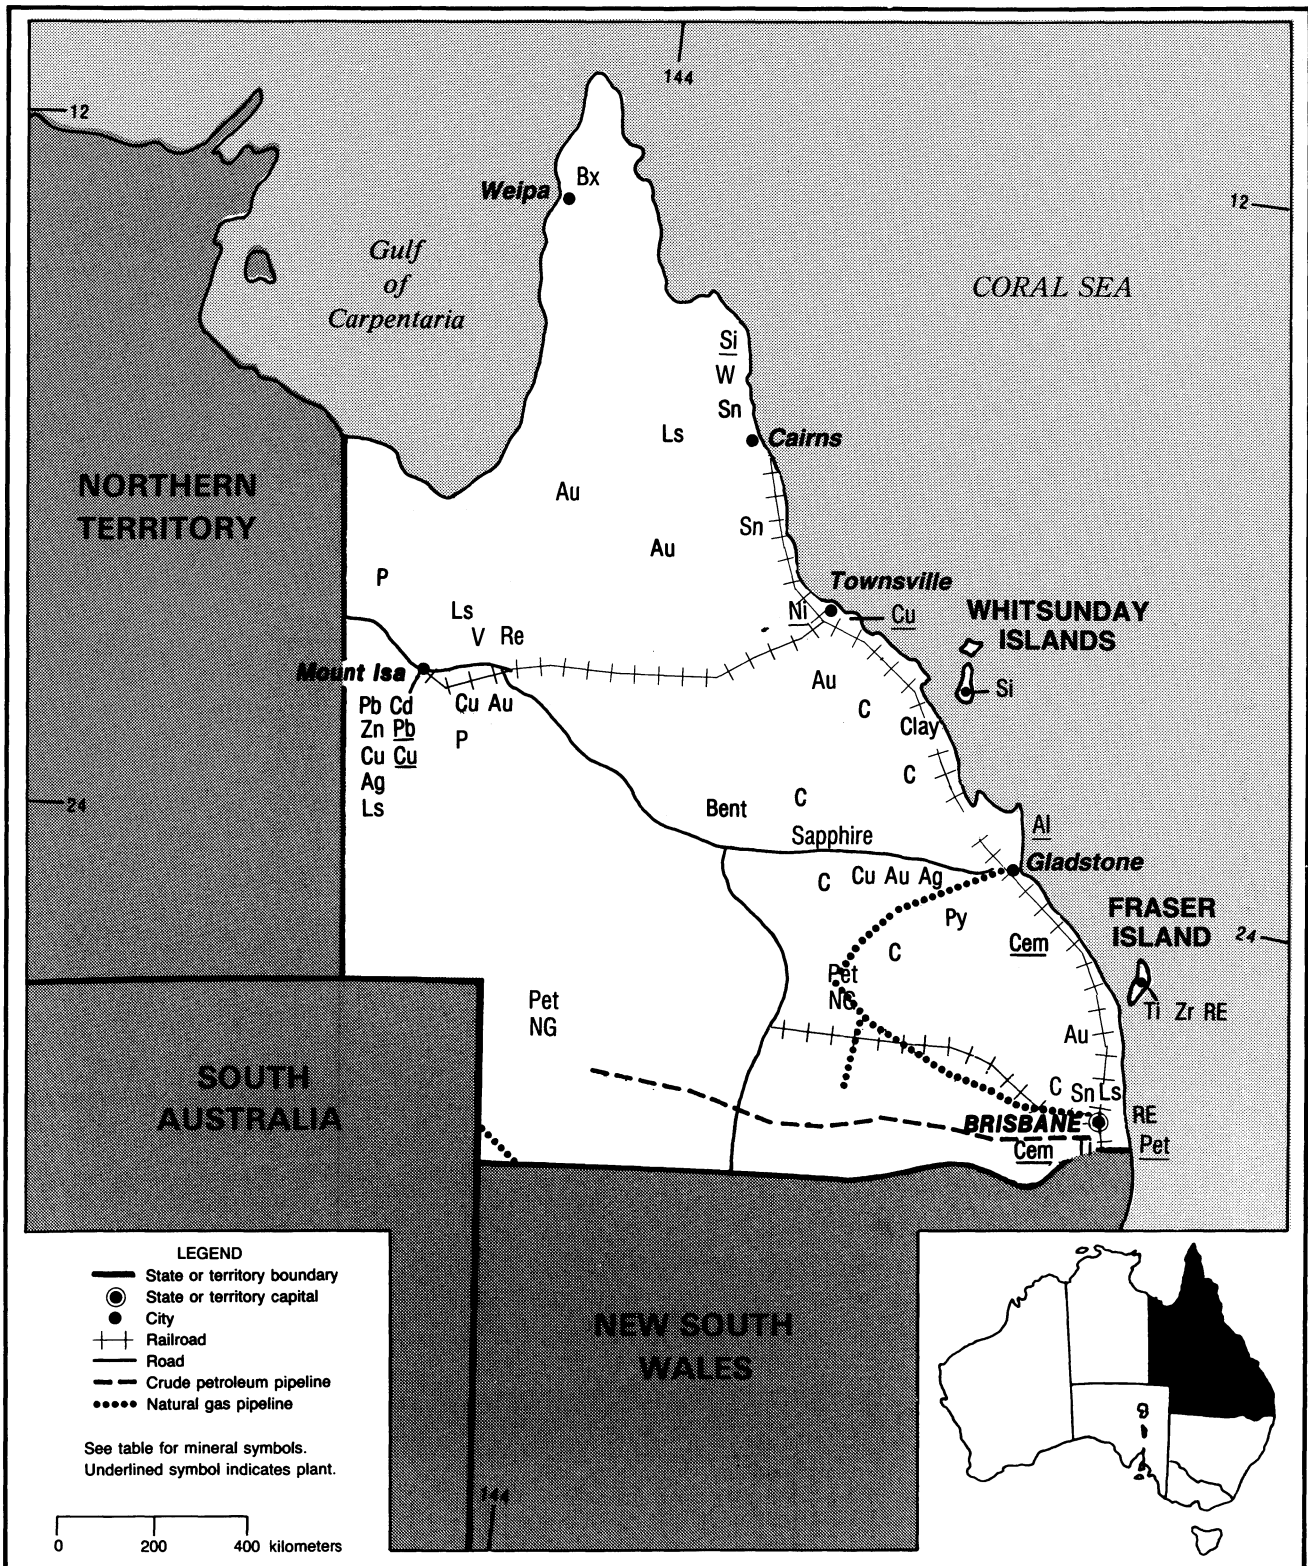 144
12
12
Weipa
Bx
Gulf
of
Carpentaria
CORAL SEA
Si
W
Sn
Ls
Cairns
Au
NORTHERN
TERRITORY
Sn
Au
P
Townsville
Ls
Ni
Cu
WHITSUNDAY
ISLANDS
V Re
Mount Isa
Au
Si
Pb Cd
Cu Au
C
Zn Pb
P
Clay
Cu Cu
C
Ag
24
Ls
Bent
C
Al
Sapphire
Gladstone
C Cu Au Ag
FRASER
ISLAND
24
Py
Cem
C
Pet
NG
Pet
NG
Ti Zr RE
Au
SOUTH
AUSTRALIA
C Sn Ls
BRISBANE
RE
Cem Ti Pet
LEGEND
State or territory boundary
State or territory capital
City
Railroad
Road
Crude petroleum pipeline
Natural gas pipeline
See table for mineral symbols.
Underlined symbol indicates plant.
0 200 400 kilometers
NEW SOUTH
WALES
144